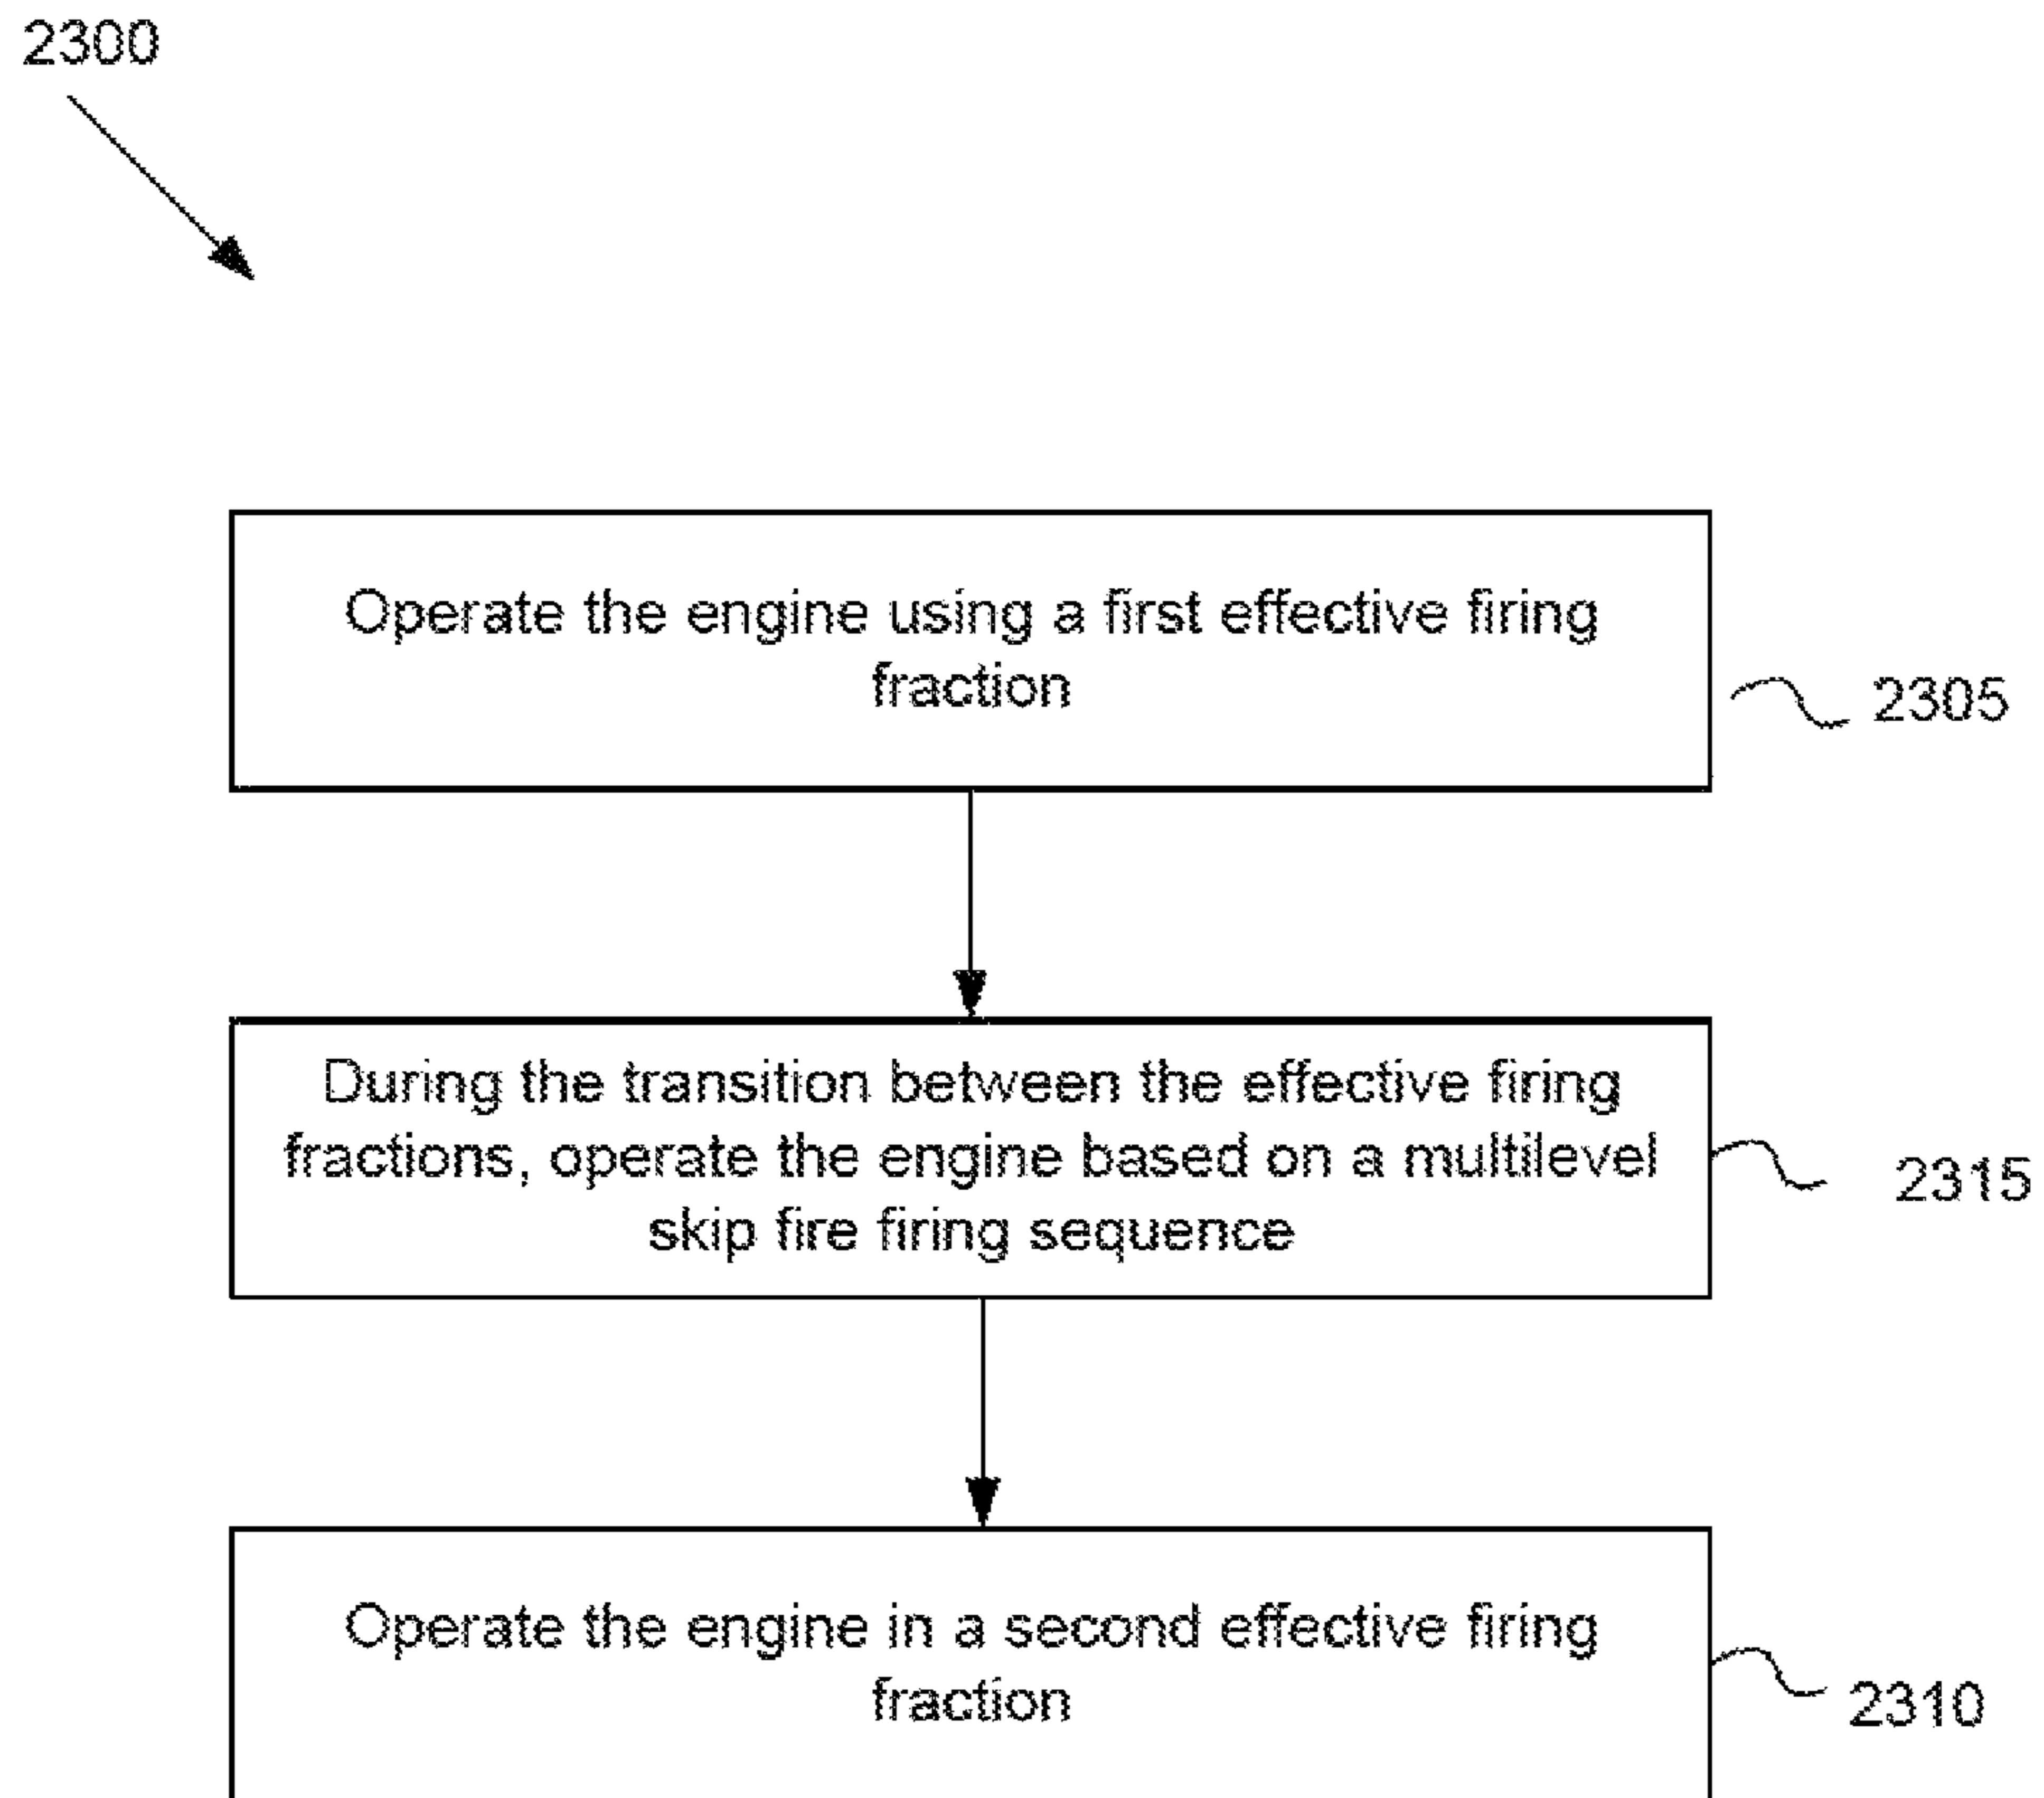 2300
Operate the engine using a first effective firing
fraction
2305
During the transition between the effective firing
fractions, operate the engine based on a multilevel
skip fire firing sequence
2315
Operate the engine in a second effective firing
fraction
2310